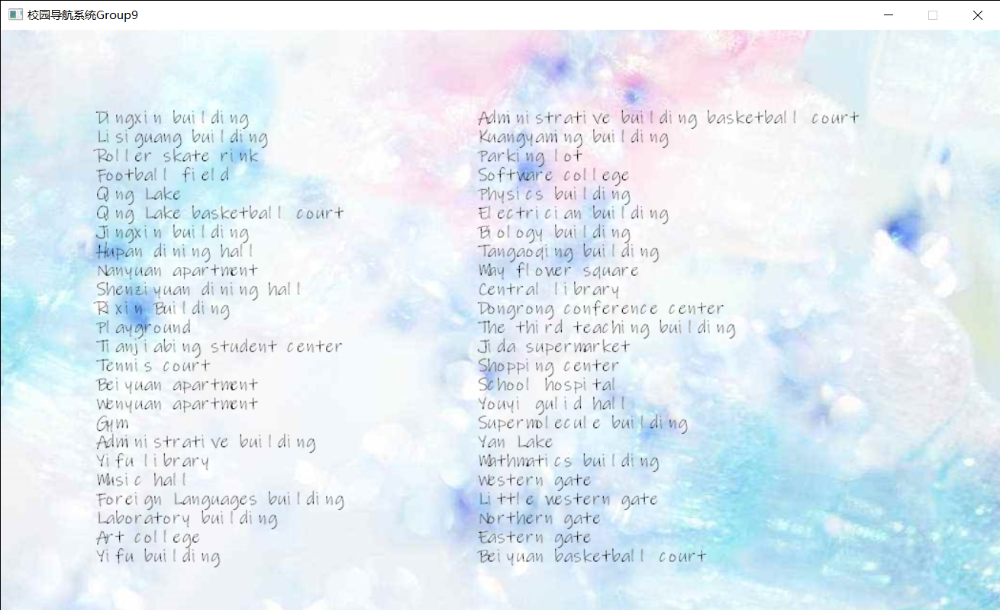 校园导航系统Group9
Dingxin building
Lisiguang building
Roller skate rink
Football field
Qing Lake
Qing Lake basketball court
Jingxin building
Hupan dining hall
Nanyuan apartment
Shenziyuan dining hall
Rixin Building
Playground
Tianjiabing student center
Tennis court
Beiyuan apartment
Wenyuan apartment
Gym
Administrative building
Yifu library
Music hall
Foreign Languages building
Laboratory building
Art college
Yifu building
Administrative building basketball court
Kuangyaming building
Parking lot
Software college
Physics building
Electrician building
Biology building
Tangaoqing building
May flower square
Central library
Dongrong conference center
The third teaching building
Jida supermarket
Shopping center
School hospital
Youyi gulid hall
Supermolecule building
Yan Lake
Mathmatics building
Western gate
Little western gate
Northern gate
Eastern gate
Beiyuan basketball court